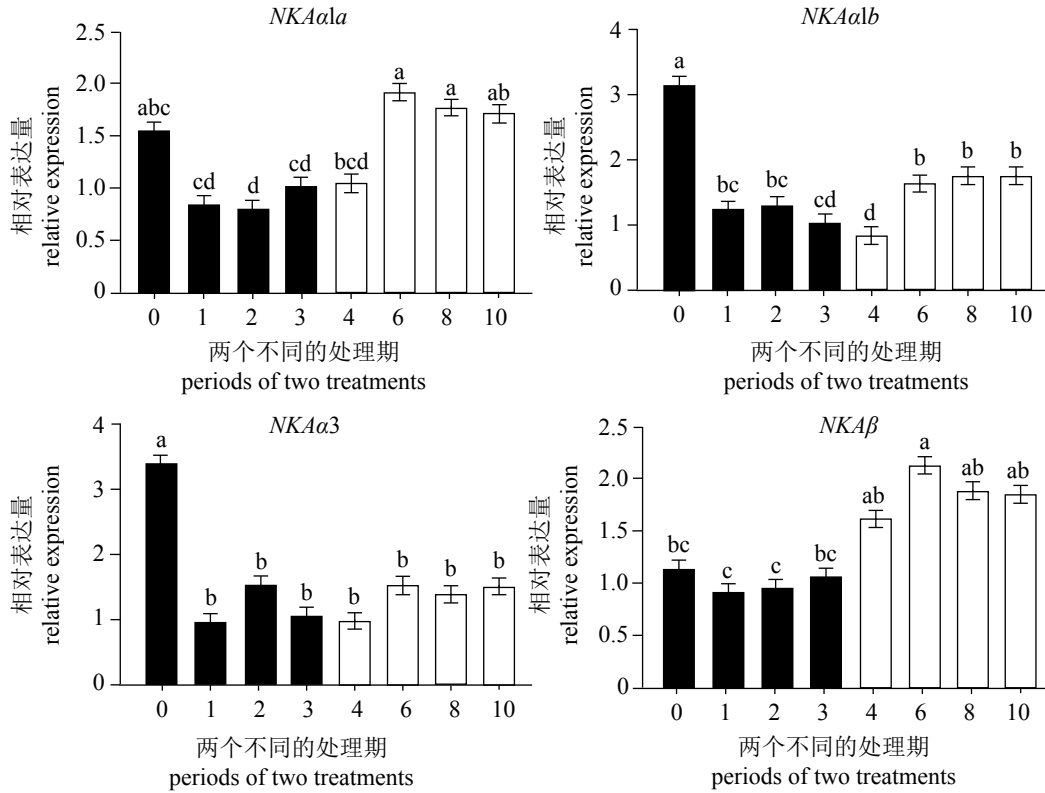 NKAα1a
相对表达量
relative expression
2.5
2.0
1.5
1.0
0.5
0
abc
cd
d
cd
bcd
a
a
ab
0 1 2 3 4 6 8 10
两个不同的处理期
periods of two treatments
NKAα1b
相对表达量
relative expression
4
3
2
1
0
a
bc
bc
cd
d
b
b
b
0 1 2 3 4 6 8 10
两个不同的处理期
periods of two treatments
NKAα3
相对表达量
relative expression
4
3
2
1
0
a
b
b
b
b
b
b
b
0 1 2 3 4 6 8 10
两个不同的处理期
periods of two treatments
NKAβ
相对表达量
relative expression
2.5
2.0
1.5
1.0
0.5
0
bc
c
c
bc
ab
a
ab
ab
0 1 2 3 4 6 8 10
两个不同的处理期
periods of two treatments